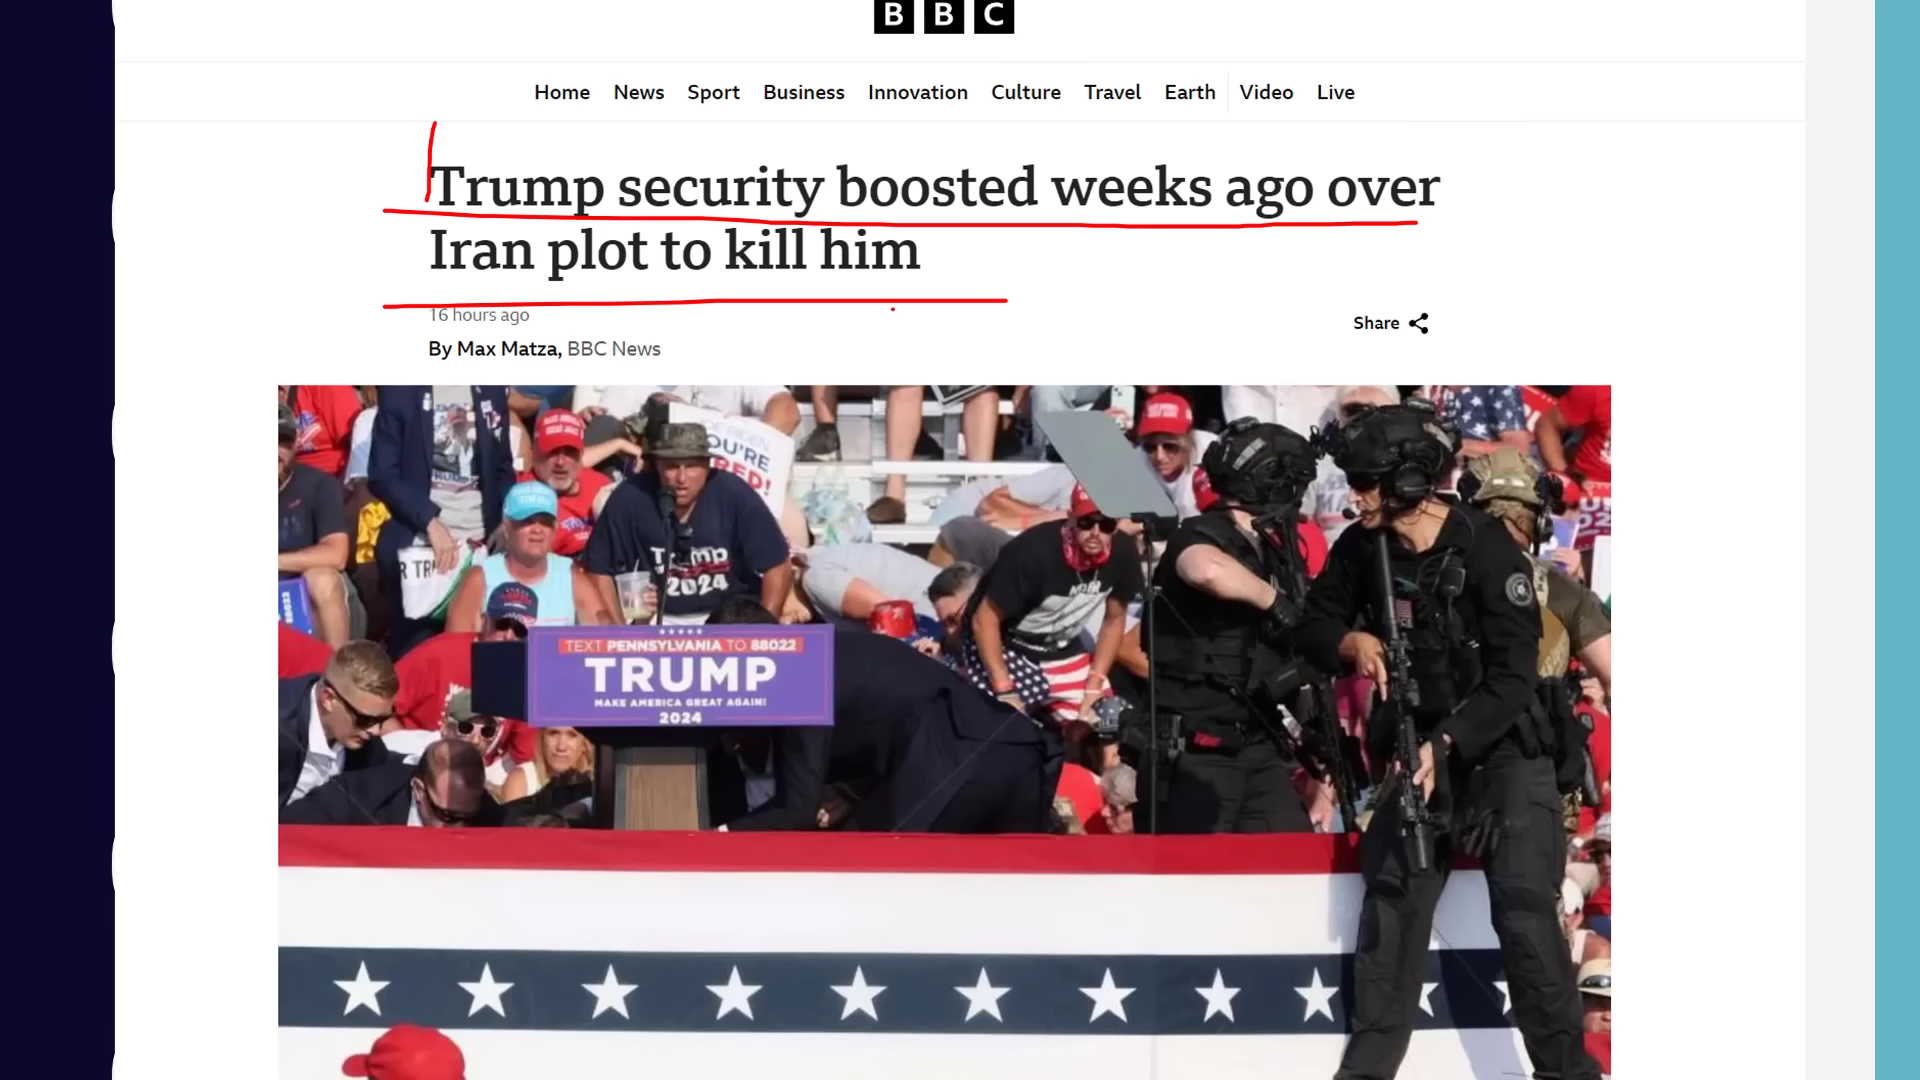 BBC
Home News Sport Business Innovation Culture Travel Earth Video Live
Trump security boosted weeks ago over
Iran plot to kill him
16 hours ago
Share
By Max Matza, BBC News
YOU'RE
2024
TEXT PENNSYLVANIA TO 88022
TRUMP
MAKE AMERICA GREAT AGAIN!
2024